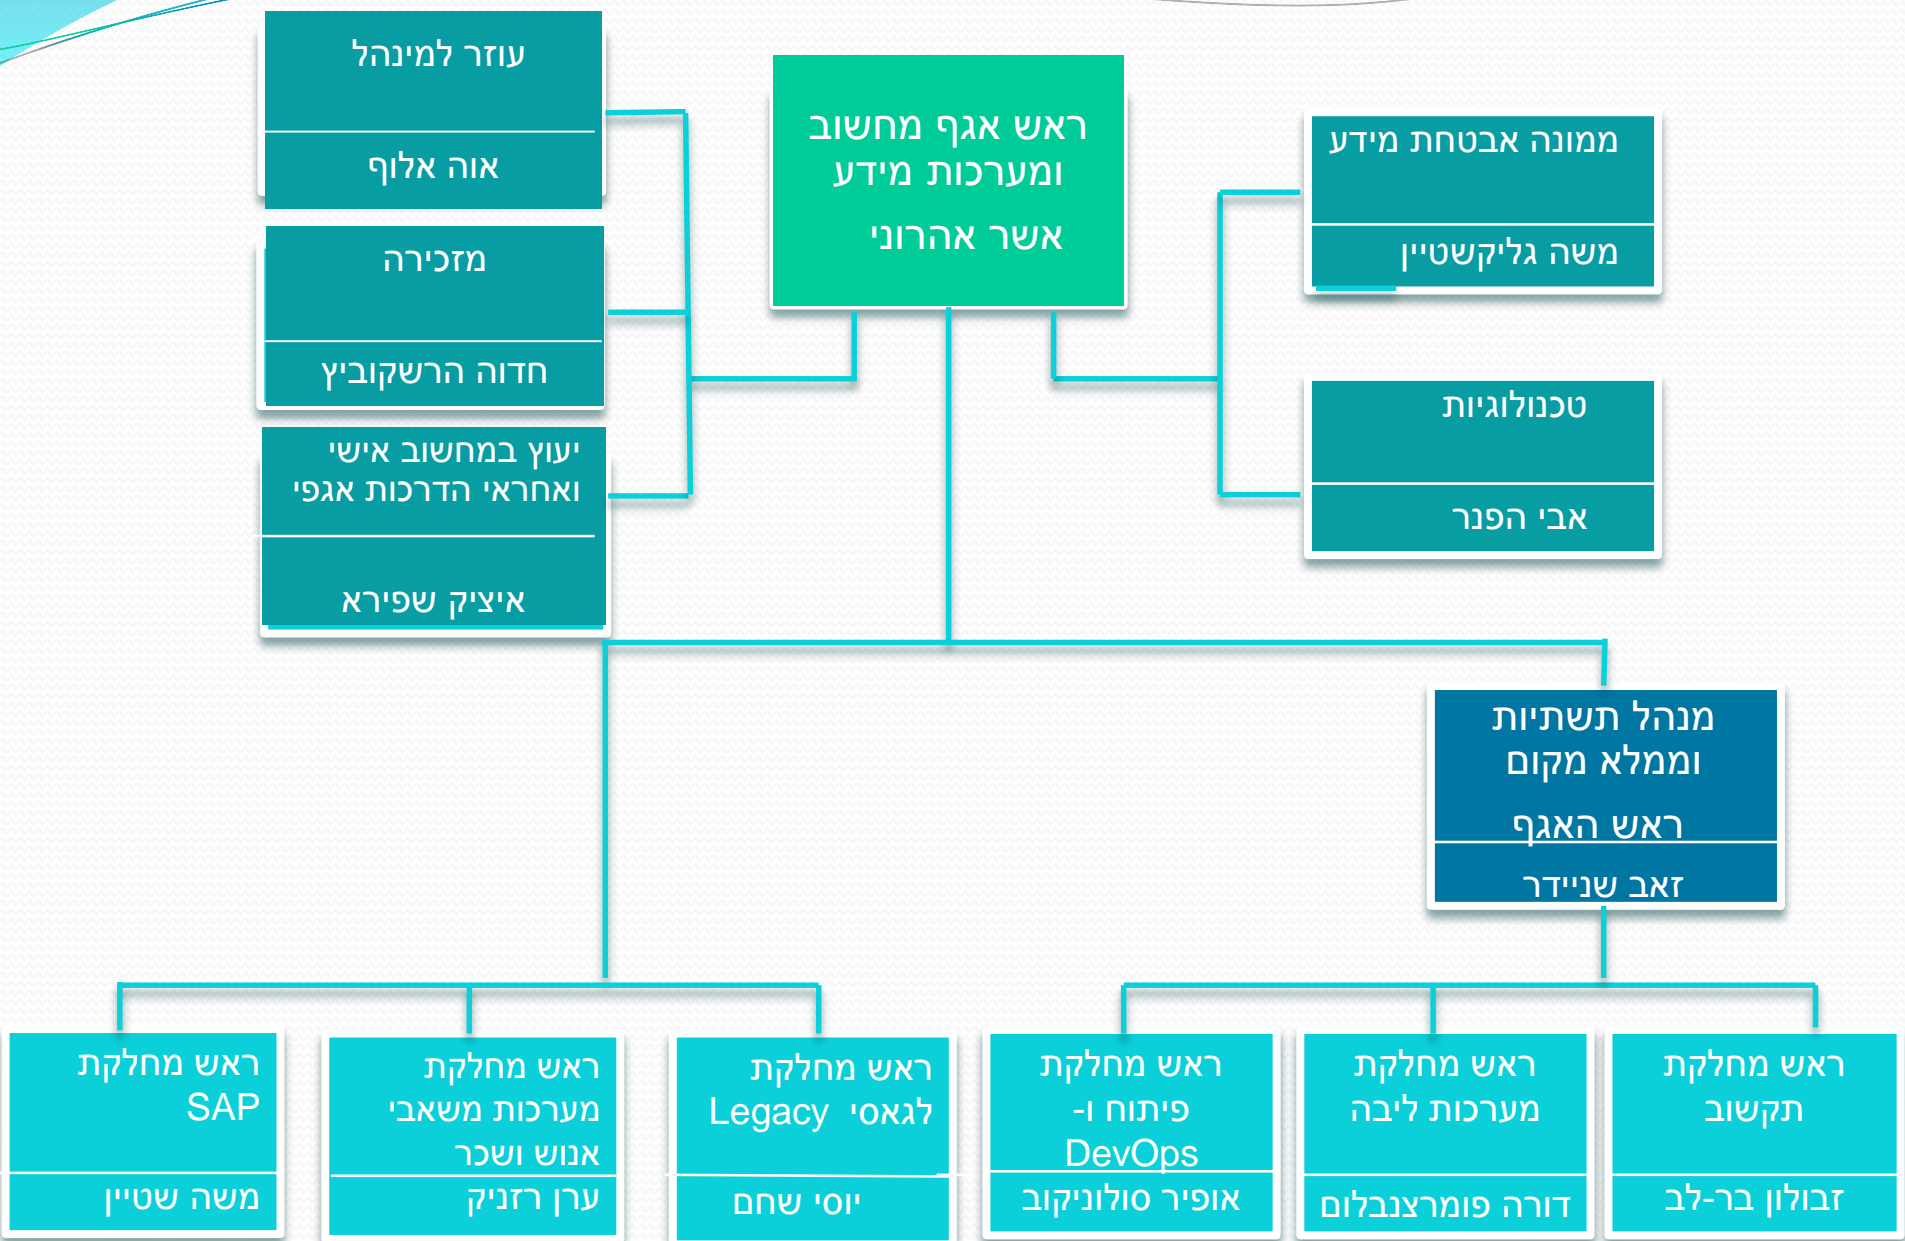 ראש אגף מחשוב
ומערכות מידע
אשר אהרוני
ממונה אבטחת מידע
משה גליקשטיין
טכנולוגיות
אבי הפנר
עוזר למינהל
אוה אלוף
מזכירה
חדוה הרשקוביץ
יעוץ במחשוב אישי
ואחראי הדרכות אגפי
איציק שפירא
מנהל תשתיות
וממלא מקום
ראש האגף
זאב שניידר
ראש מחלקת
תקשוב
זבולון בר-לב
ראש מחלקת
מערכות ליבה
דורה פומרצנבלום
ראש מחלקת
פיתוח ו-
DevOps
אופיר סולוניקוב
ראש מחלקת
לגאסי Legacy
יוסי שחם
ראש מחלקת
מערכות משאבי
אנוש ושכר
ערן רזניק
ראש מחלקת
SAP
משה שטיין